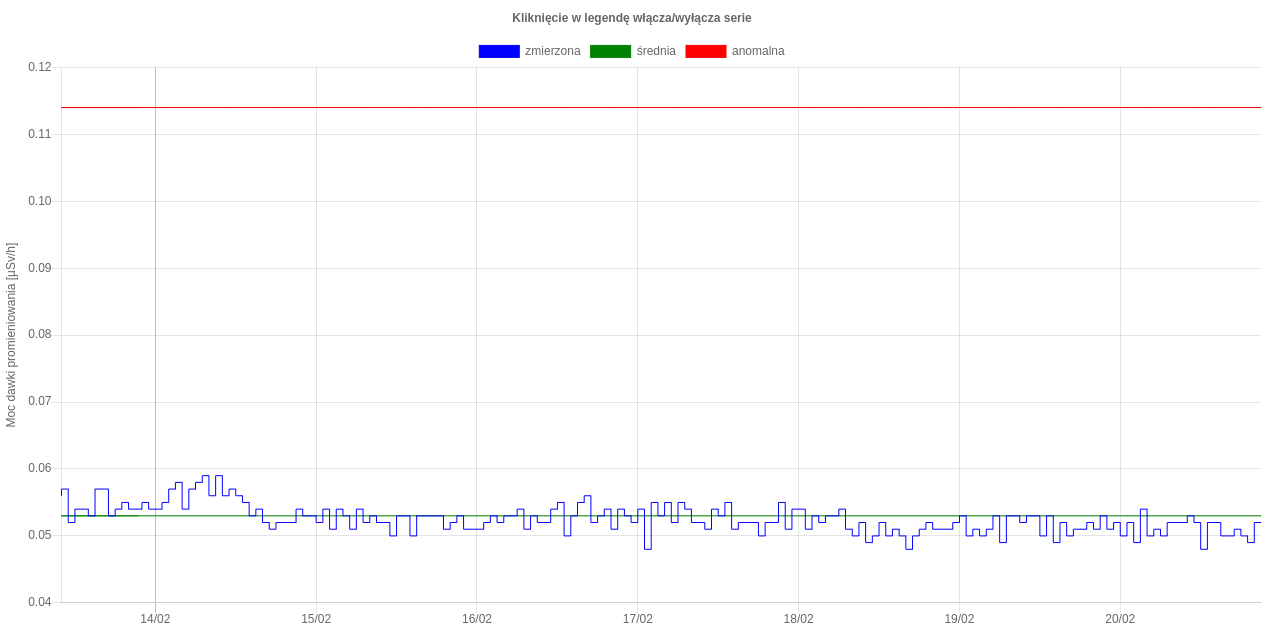 Kliknięcie w legendę włącza/wyłącza serie
zmierzona średnia anomalna
Moc dawki promieniowania [µSv/h]
0.12
0.11
0.10
0.09
0.08
0.07
0.06
0.05
0.04
14/02 15/02 16/02 17/02 18/02 19/02 20/02